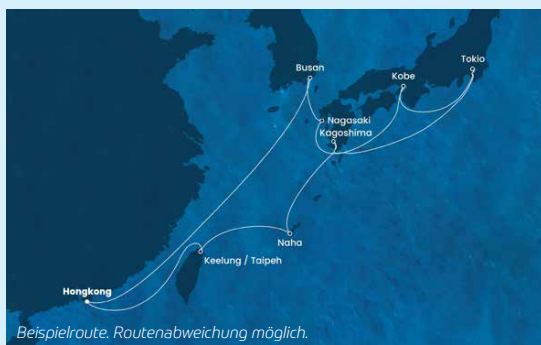 Busan
Tokio
Kobe
Nagasaki
Kagoshima
Naha
Keelung / Taipeh
Hongkong
Beispielroute. Routenabweichung möglich.